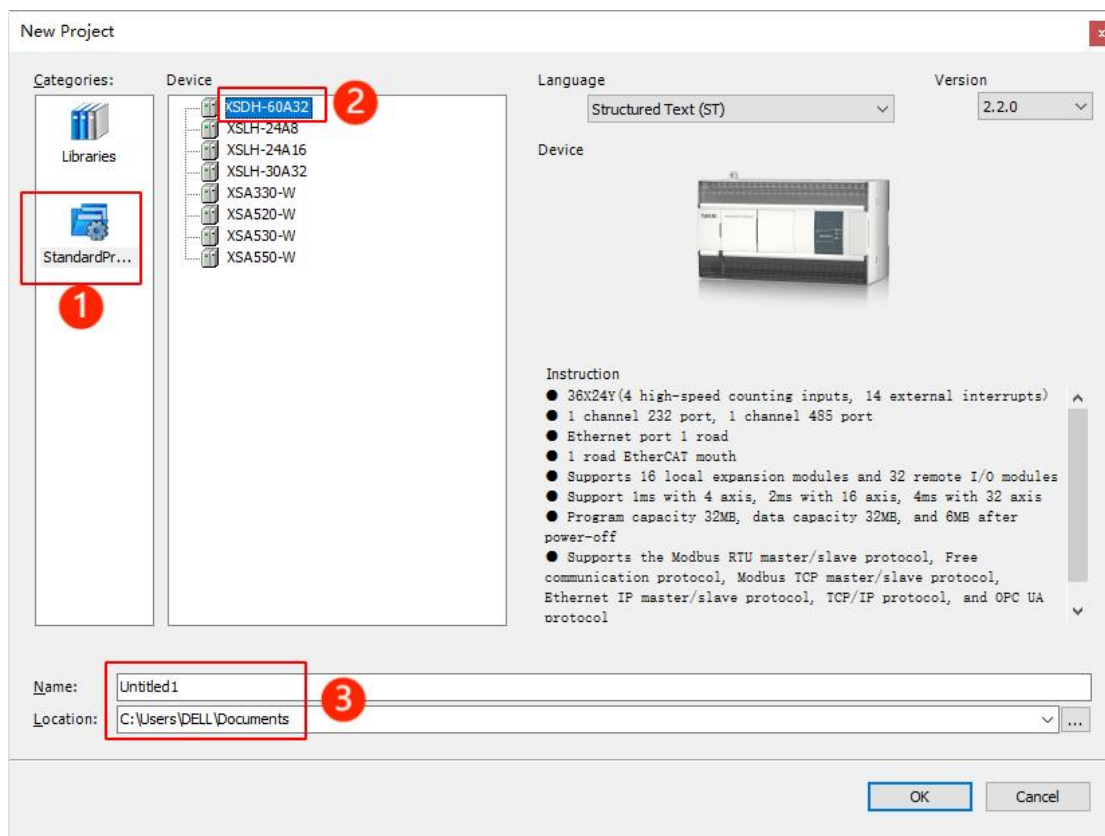 New Project
x
Categories:
Device
Language
Version
Libraries
StandardPr...
1
XSDH-60A32
2
XSLH-24A8
XSLH-24A16
XSLH-30A32
XSA330-W
XSA520-W
XSA530-W
XSA550-W
Structured Text (ST)
2.2.0
Device
Instruction
● 36X24Y(4 high-speed counting inputs, 14 external interrupts)
● 1 channel 232 port, 1 channel 485 port
● Ethernet port 1 road
● 1 road EtherCAT mouth
● Supports 16 local expansion modules and 32 remote I/O modules
● Support 1ms with 4 axis, 2ms with 16 axis, 4ms with 32 axis
● Program capacity 32MB, data capacity 32MB, and 6MB after
power-off
● Supports the Modbus RTU master/slave protocol, Free
communication protocol, Modbus TCP master/slave protocol,
Ethernet IP master/slave protocol, TCP/IP protocol, and OPC UA
protocol
Name:
Untitled1
3
Location:
C:\Users\DELL\Documents
...
OK
Cancel